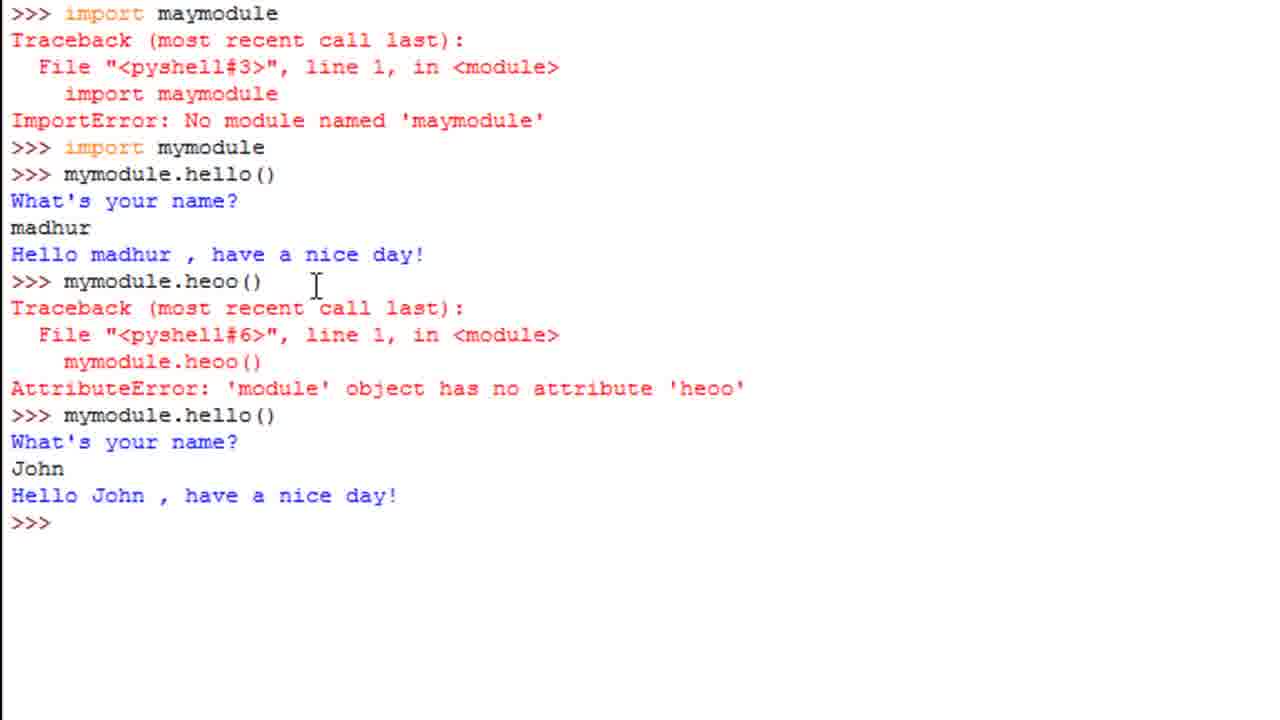 >>> import maymodule
Traceback (most recent call last):
  File "<pyshell#3>", line 1, in <module>
    import maymodule
ImportError: No module named 'maymodule'
>>> import mymodule
>>> mymodule.hello()
What's your name?
madhur
Hello madhur , have a nice day!
>>> mymodule.heoo()
Traceback (most recent call last):
  File "<pyshell#6>", line 1, in <module>
    mymodule.heoo()
AttributeError: 'module' object has no attribute 'heoo'
>>> mymodule.hello()
What's your name?
John
Hello John , have a nice day!
>>>